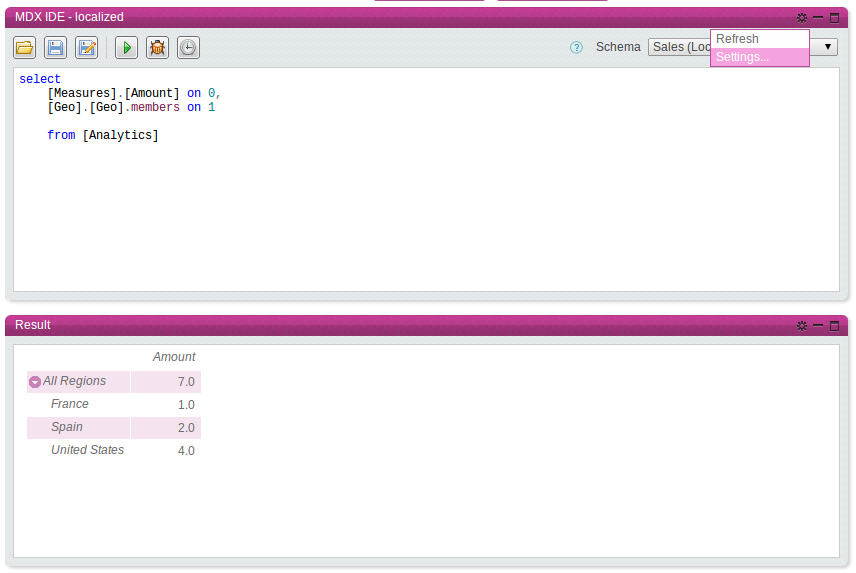 MDX IDE - localized
Refresh
Settings...
? Schema Sales (Loc
select
[Measures].[Amount] on 0,
[Geo].[Geo].members on 1
from [Analytics]
Result
Amount
All Regions 7.0
France 1.0
Spain 2.0
United States 4.0